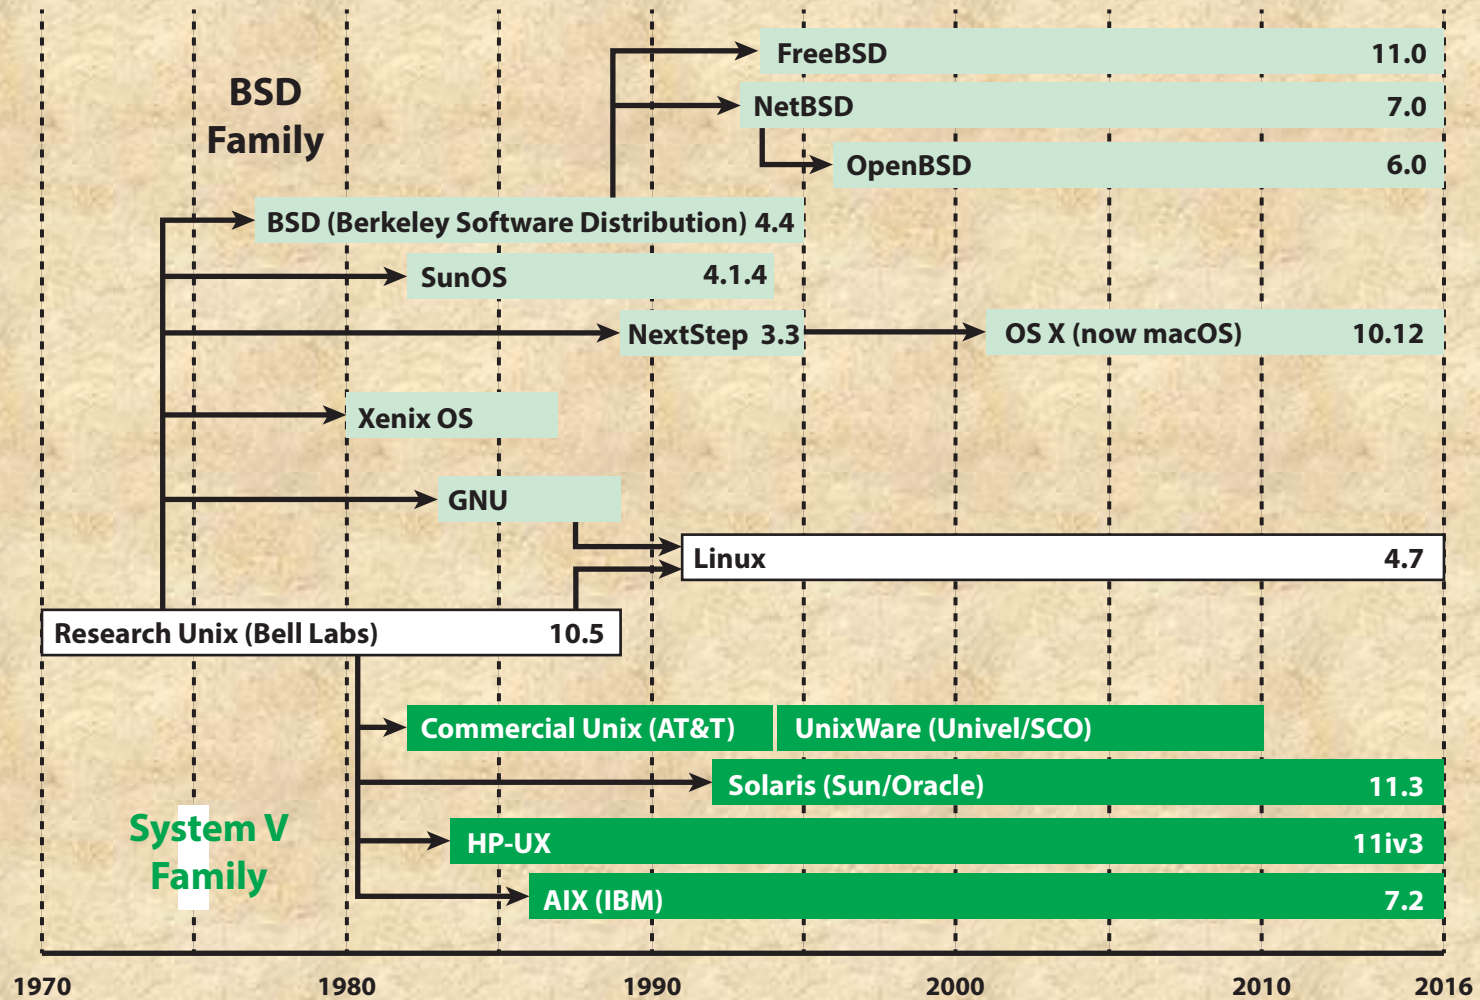 FreeBSD 11.0
BSD
Family
NetBSD 7.0
OpenBSD 6.0
BSD (Berkeley Software Distribution) 4.4
SunOS 4.1.4
NextStep 3.3
OS X (now macOS) 10.12
Xenix OS
GNU
Linux 4.7
Research Unix (Bell Labs) 10.5
Commercial Unix (AT&T)
UnixWare (Univel/SCO)
Solaris (Sun/Oracle) 11.3
System V
Family
HP-UX 11iv3
AIX (IBM) 7.2
1970 1980 1990 2000 2010 2016